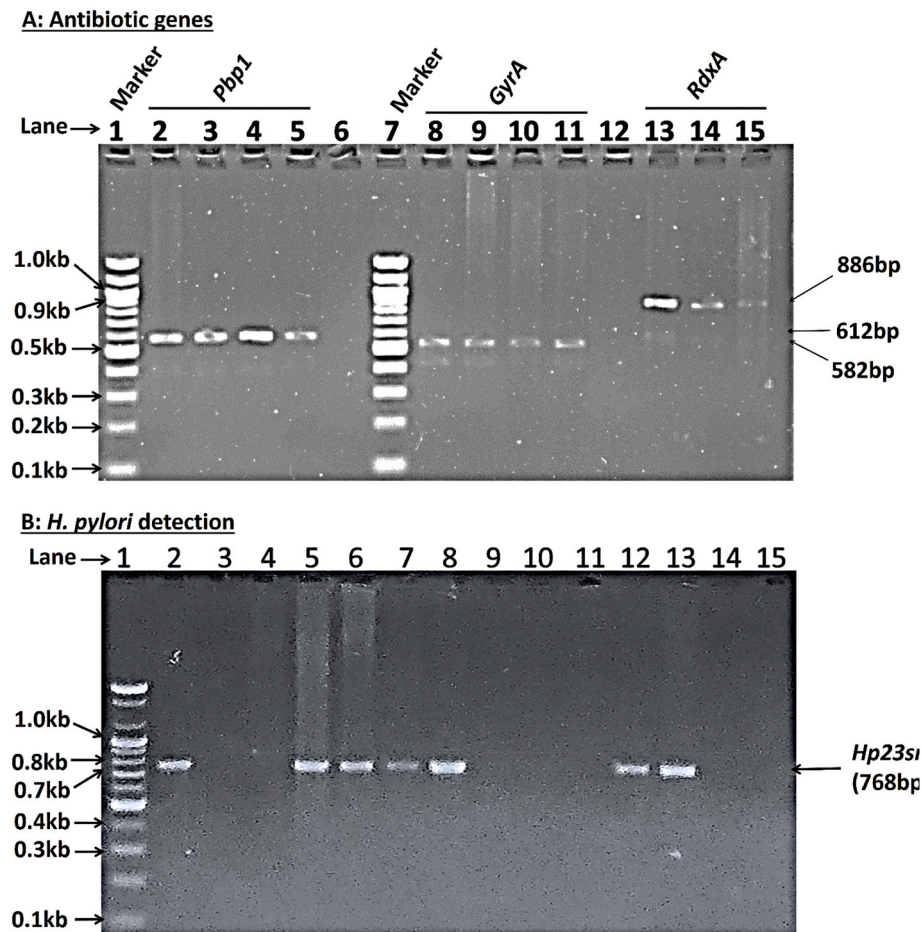 A: Antibiotic genes
Marker Pbp1 Marker GyrA RdxA
Lane 1 2 3 4 5 6 7 8 9 10 11 12 13 14 15
1.0kb
0.9kb
0.5kb
0.3kb
0.2kb
0.1kb
886bp
612bp
582bp
B: H. pylori detection
Lane 1 2 3 4 5 6 7 8 9 10 11 12 13 14 15
1.0kb
0.8kb
0.7kb
0.4kb
0.3kb
0.1kb
(768bp